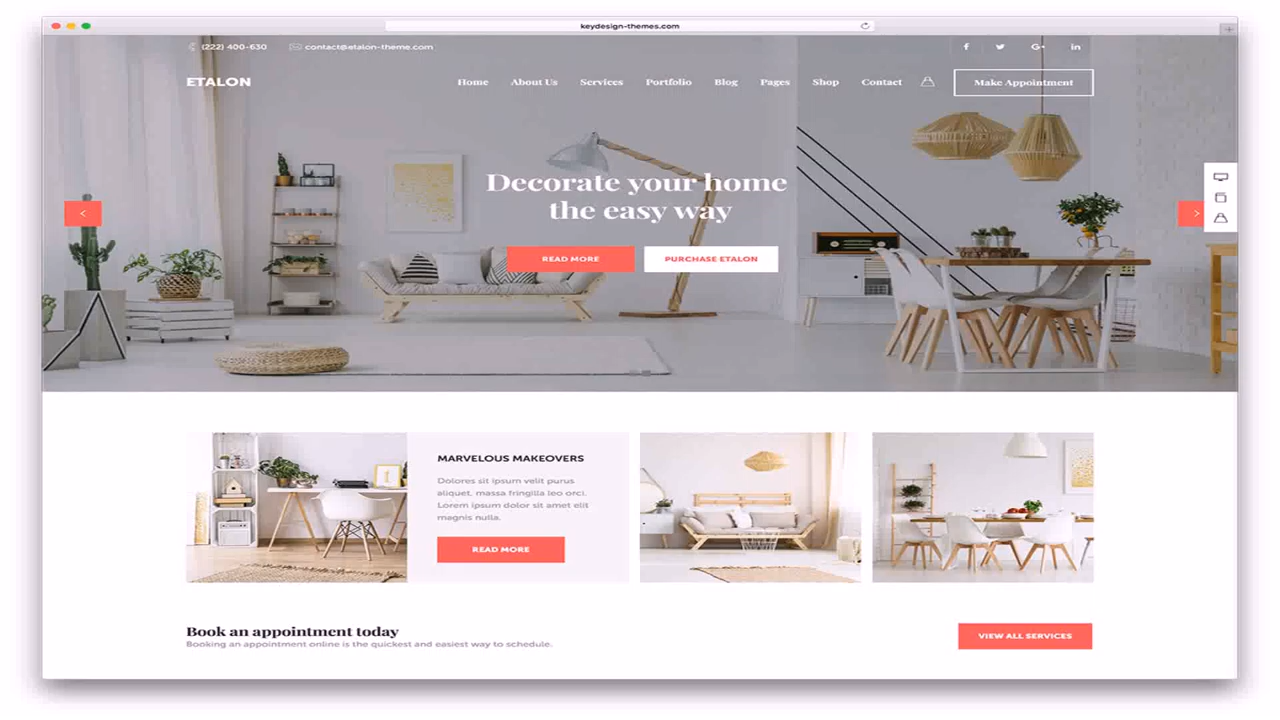 keydesign-themes.com
(222) 400-630 contact@etalon-theme.com
ETALON Home About Us Services Portfolio Blog Pages Shop Contact Make Appointment
Decorate your home
the easy way
READ MORE PURCHASE ETALON
MARVELOUS MAKEOVERS
Dolores sit ipsum velit purus
aliquet, massa fringilla leo orci.
Lorem ipsum dolor sit amet elit
magnis nulla.
READ MORE
Book an appointment today
Booking an appointment online is the quickest and easiest way to schedule.
VIEW ALL SERVICES